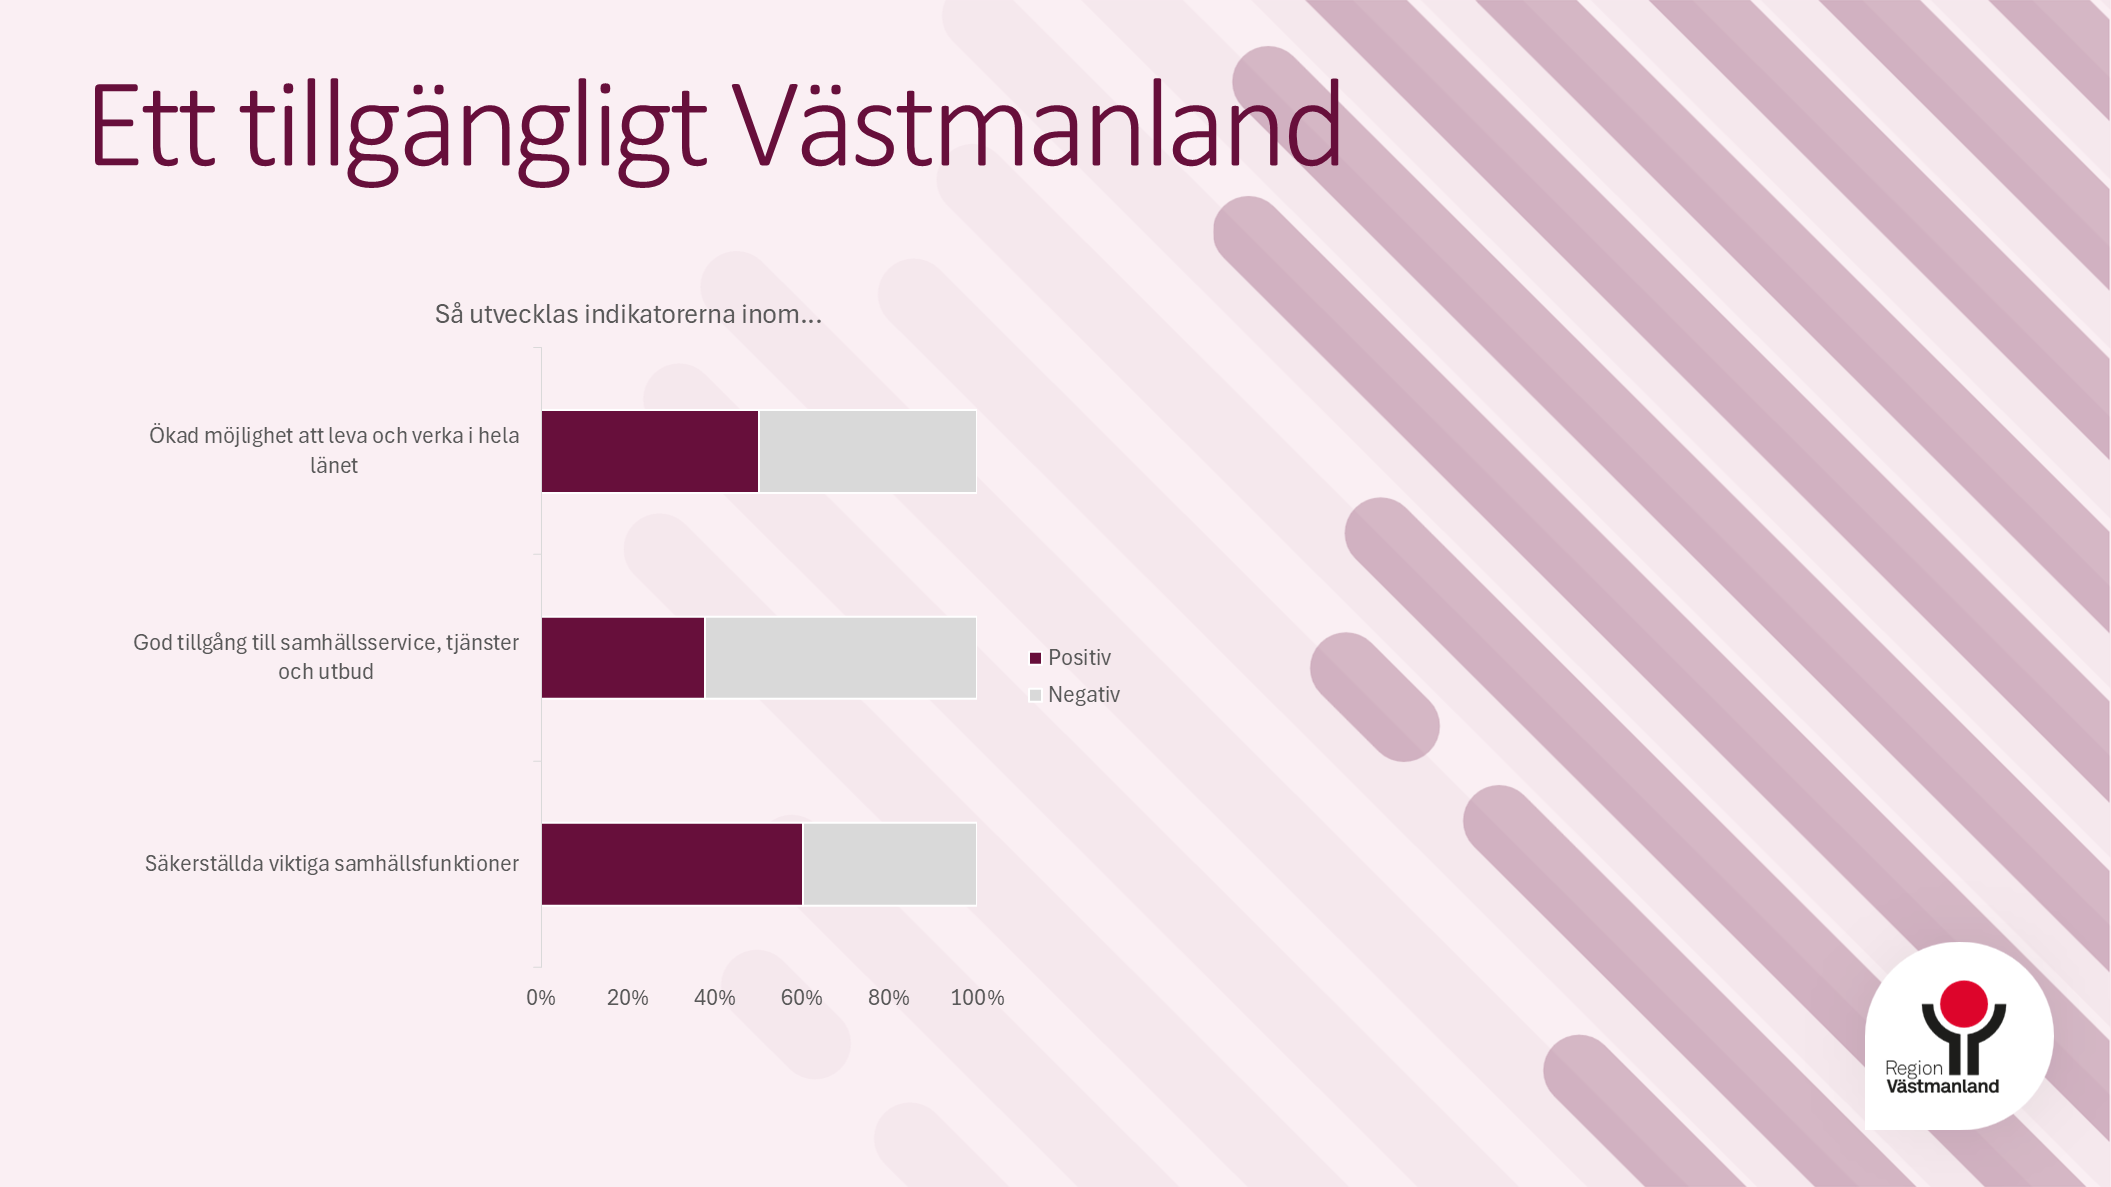 Ett tillgängligt Västmanland
Så utvecklas indikatorerna inom...
Ökad möjlighet att leva och verka i hela
länet
God tillgång till samhällsservice, tjänster
och utbud
Säkerställda viktiga samhällsfunktioner
0% 20% 40% 60% 80% 100%
Positiv
Negativ
Region
Västmanland